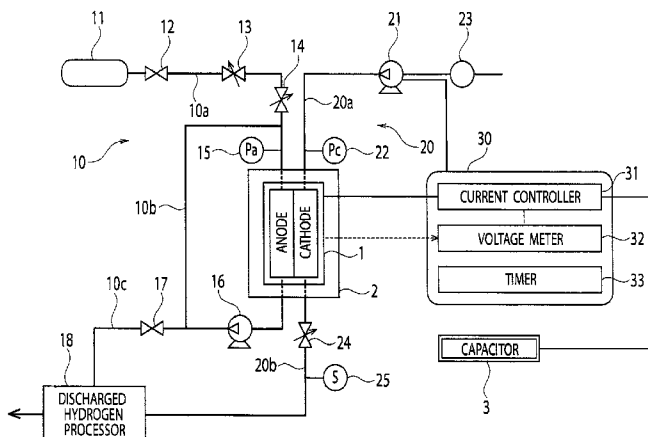 11
12
13
14
21
23
10a
20a
10
15
Pa
Pc
22
20
30
31
CURRENT CONTROLLER
10b
ANODE
CATHODE
1
VOLTAGE METER
32
2
TIMER
33
10c
17
16
24
18
20b
S
25
CAPACITOR
3
DISCHARGED
HYDROGEN
PROCESSOR